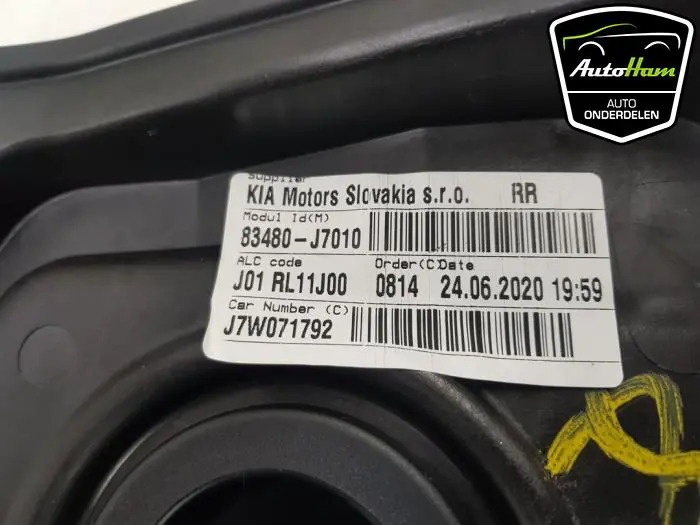 AutoHam
AUTO
ONDERDELEN
Supplier
KIA Motors Slovakia s.r.o. RR
Modul Id(M)
83480-J7010
ALC code Order(C)Date
J01 RL11J00 0814 24.06.2020 19:59
Car Number (C)
J7W071792